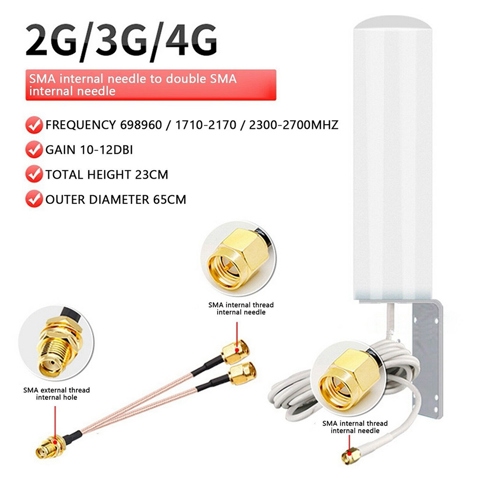 2G/3G/4G
SMA internal needle to double SMA
internal needle
FREQUENCY 698960 / 1710-2170 / 2300-2700MHZ
GAIN 10-12DBI
TOTAL HEIGHT 23CM
OUTER DIAMETER 65CM
SMA internal thread
internal needle
SMA external thread
internal hole
SMA internal thread
internal needle